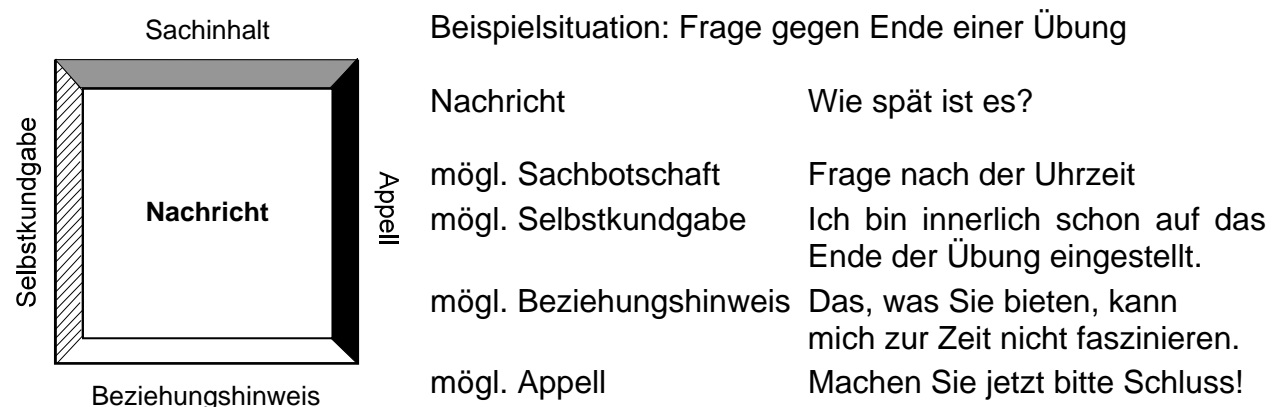 Sachinhalt
Selbstkundgabe
Nachricht
Appell
Beziehungshinweis
Beispielsituation: Frage gegen Ende einer Übung
Nachricht Wie spät ist es?
mögl. Sachbotschaft Frage nach der Uhrzeit
mögl. Selbstkundgabe Ich bin innerlich schon auf das
Ende der Übung eingestellt.
mögl. Beziehungshinweis Das, was Sie bieten, kann
mich zur Zeit nicht faszinieren.
mögl. Appell Machen Sie jetzt bitte Schluss!